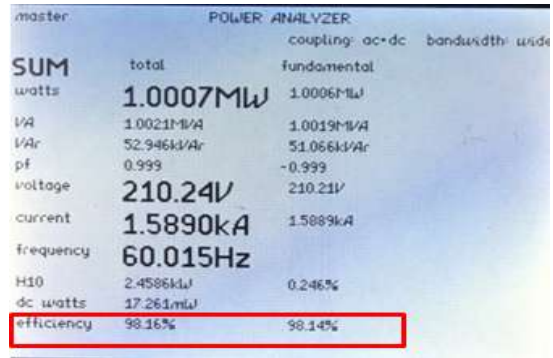 master POWER ANALYZER
coupling: ac+dc bandwidth: wide
SUM total fundamental
watts 1.0007MW 1.0006MW
VA 1.0021MVA 1.0019MVA
VAr 52.946kVAr 51.066kVAr
pf 0.999 -0.999
voltage 210.24V 210.21V
current 1.5890kA 1.5889kA
frequency 60.015Hz
H10 2.4586kW 0.246%
dc watts 17.261mW
efficiency 98.16% 98.14%